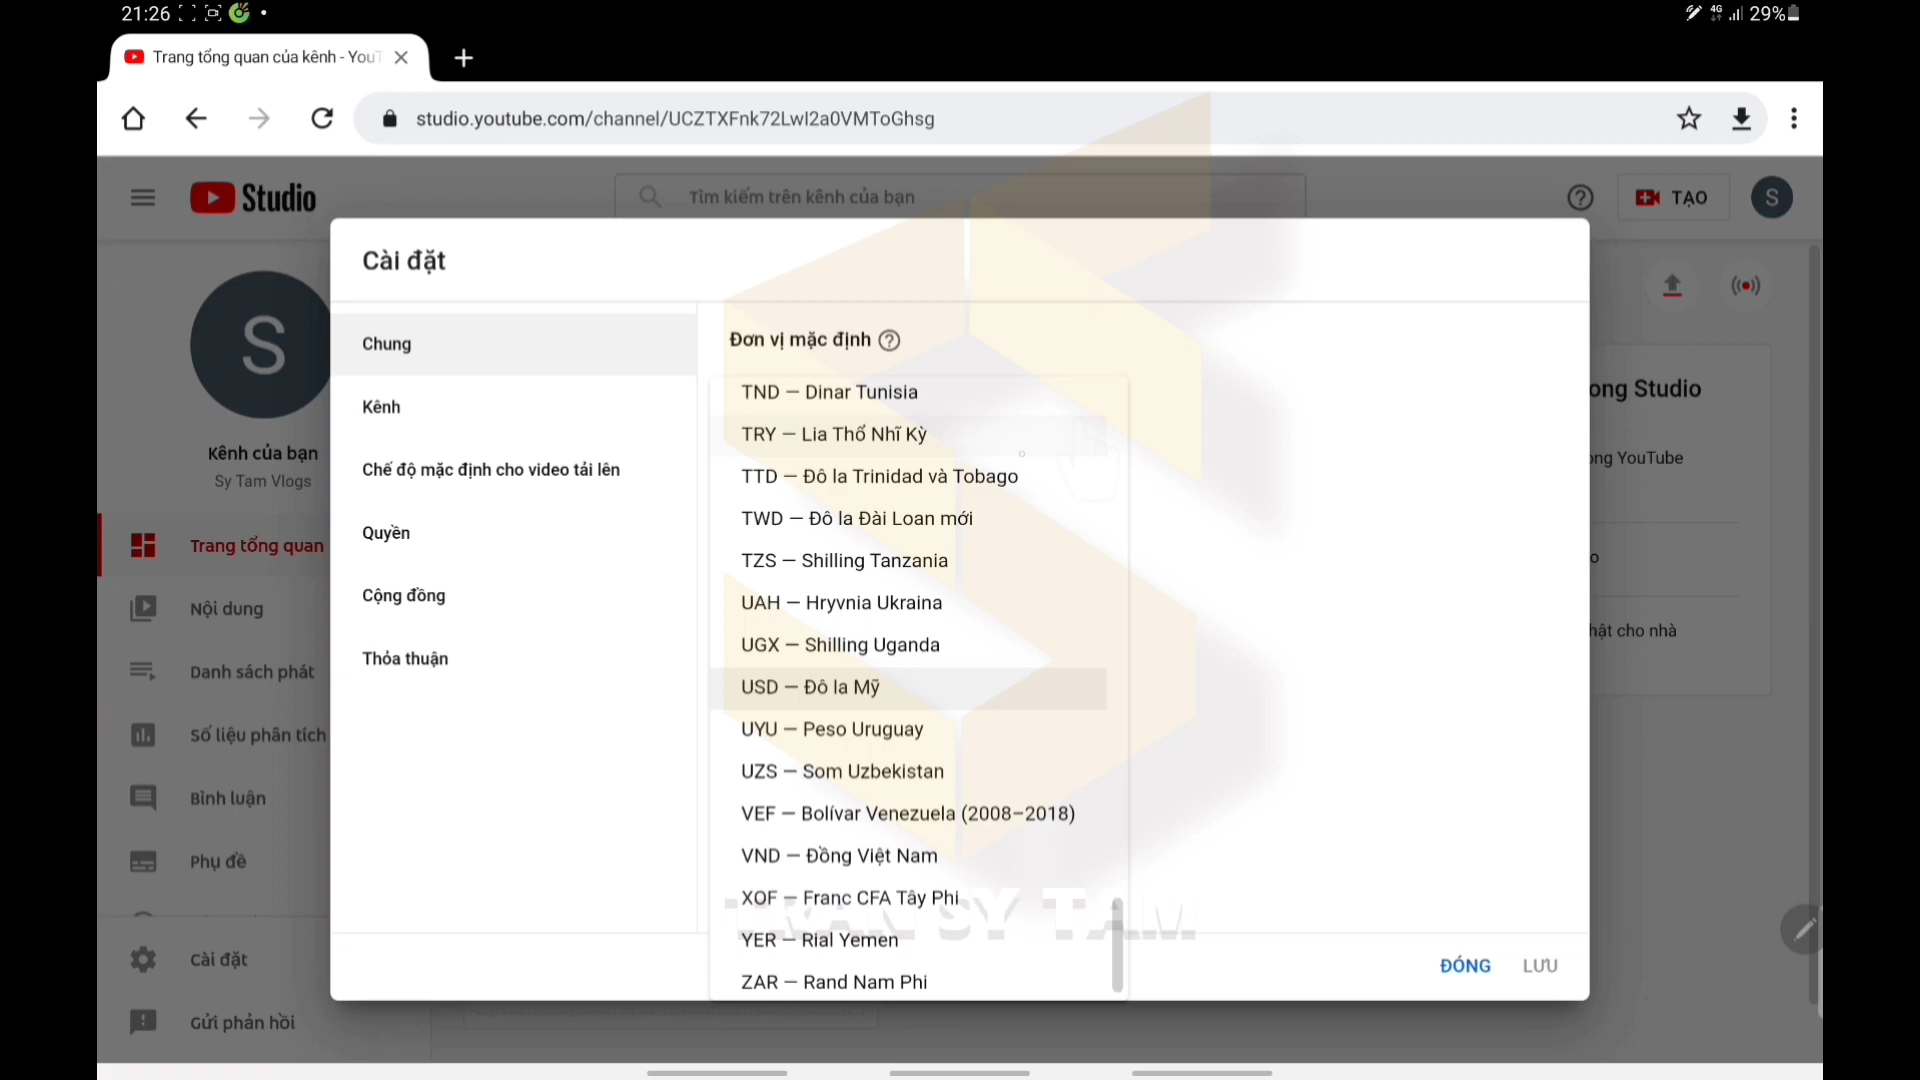 21:26
4G
29%
Trang tổng quan của kênh - You
studio.youtube.com/channel/UCZTXFnk72LwI2a0VMToGhsg
Studio
Tìm kiếm trên kênh của bạn
TẠO
S
Cài đặt
S
Kênh của bạn
Sy Tam Vlogs
Trang tổng quan
Nội dung
Danh sách phát
Số liệu phân tích
Bình luận
Phụ đề
Cài đặt
Gửi phản hồi
Chung
Kênh
Chế độ mặc định cho video tải lên
Quyền
Cộng đồng
Thỏa thuận
Đơn vị mặc định
TND — Dinar Tunisia
TRY — Lia Thổ Nhĩ Kỳ
TTD — Đô la Trinidad và Tobago
TWD — Đô la Đài Loan mới
TZS — Shilling Tanzania
UAH — Hryvnia Ukraina
UGX — Shilling Uganda
USD — Đô la Mỹ
UYU — Peso Uruguay
UZS — Som Uzbekistan
VEF — Bolívar Venezuela (2008–2018)
VND — Đồng Việt Nam
XOF — Franc CFA Tây Phi
TRAN SY TAM
YER — Rial Yemen
ZAR — Rand Nam Phi
ong Studio
ong YouTube
o
hật cho nhà
ĐÓNG
LƯU